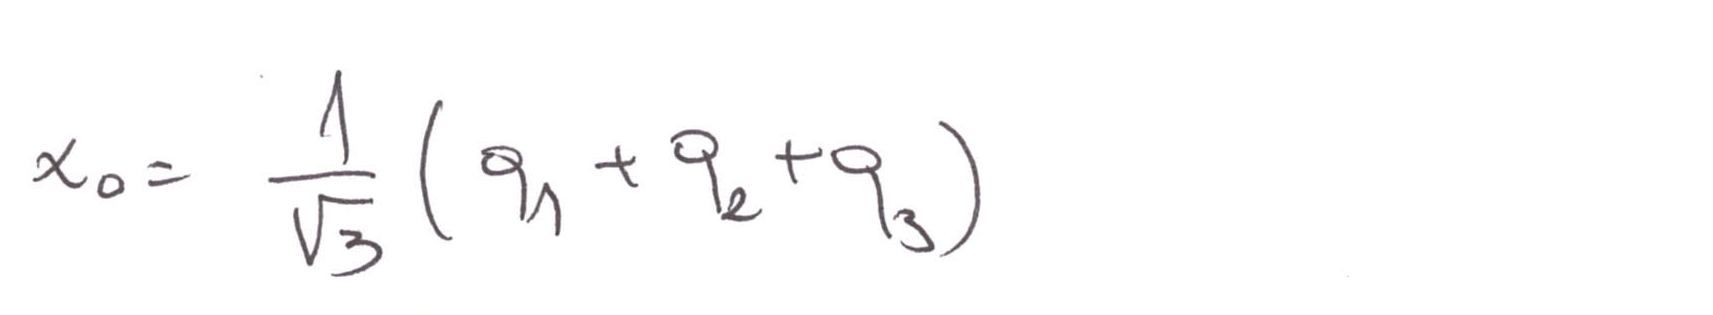 x₀ = 1/√3 (q₁ + q₂ + q₃)